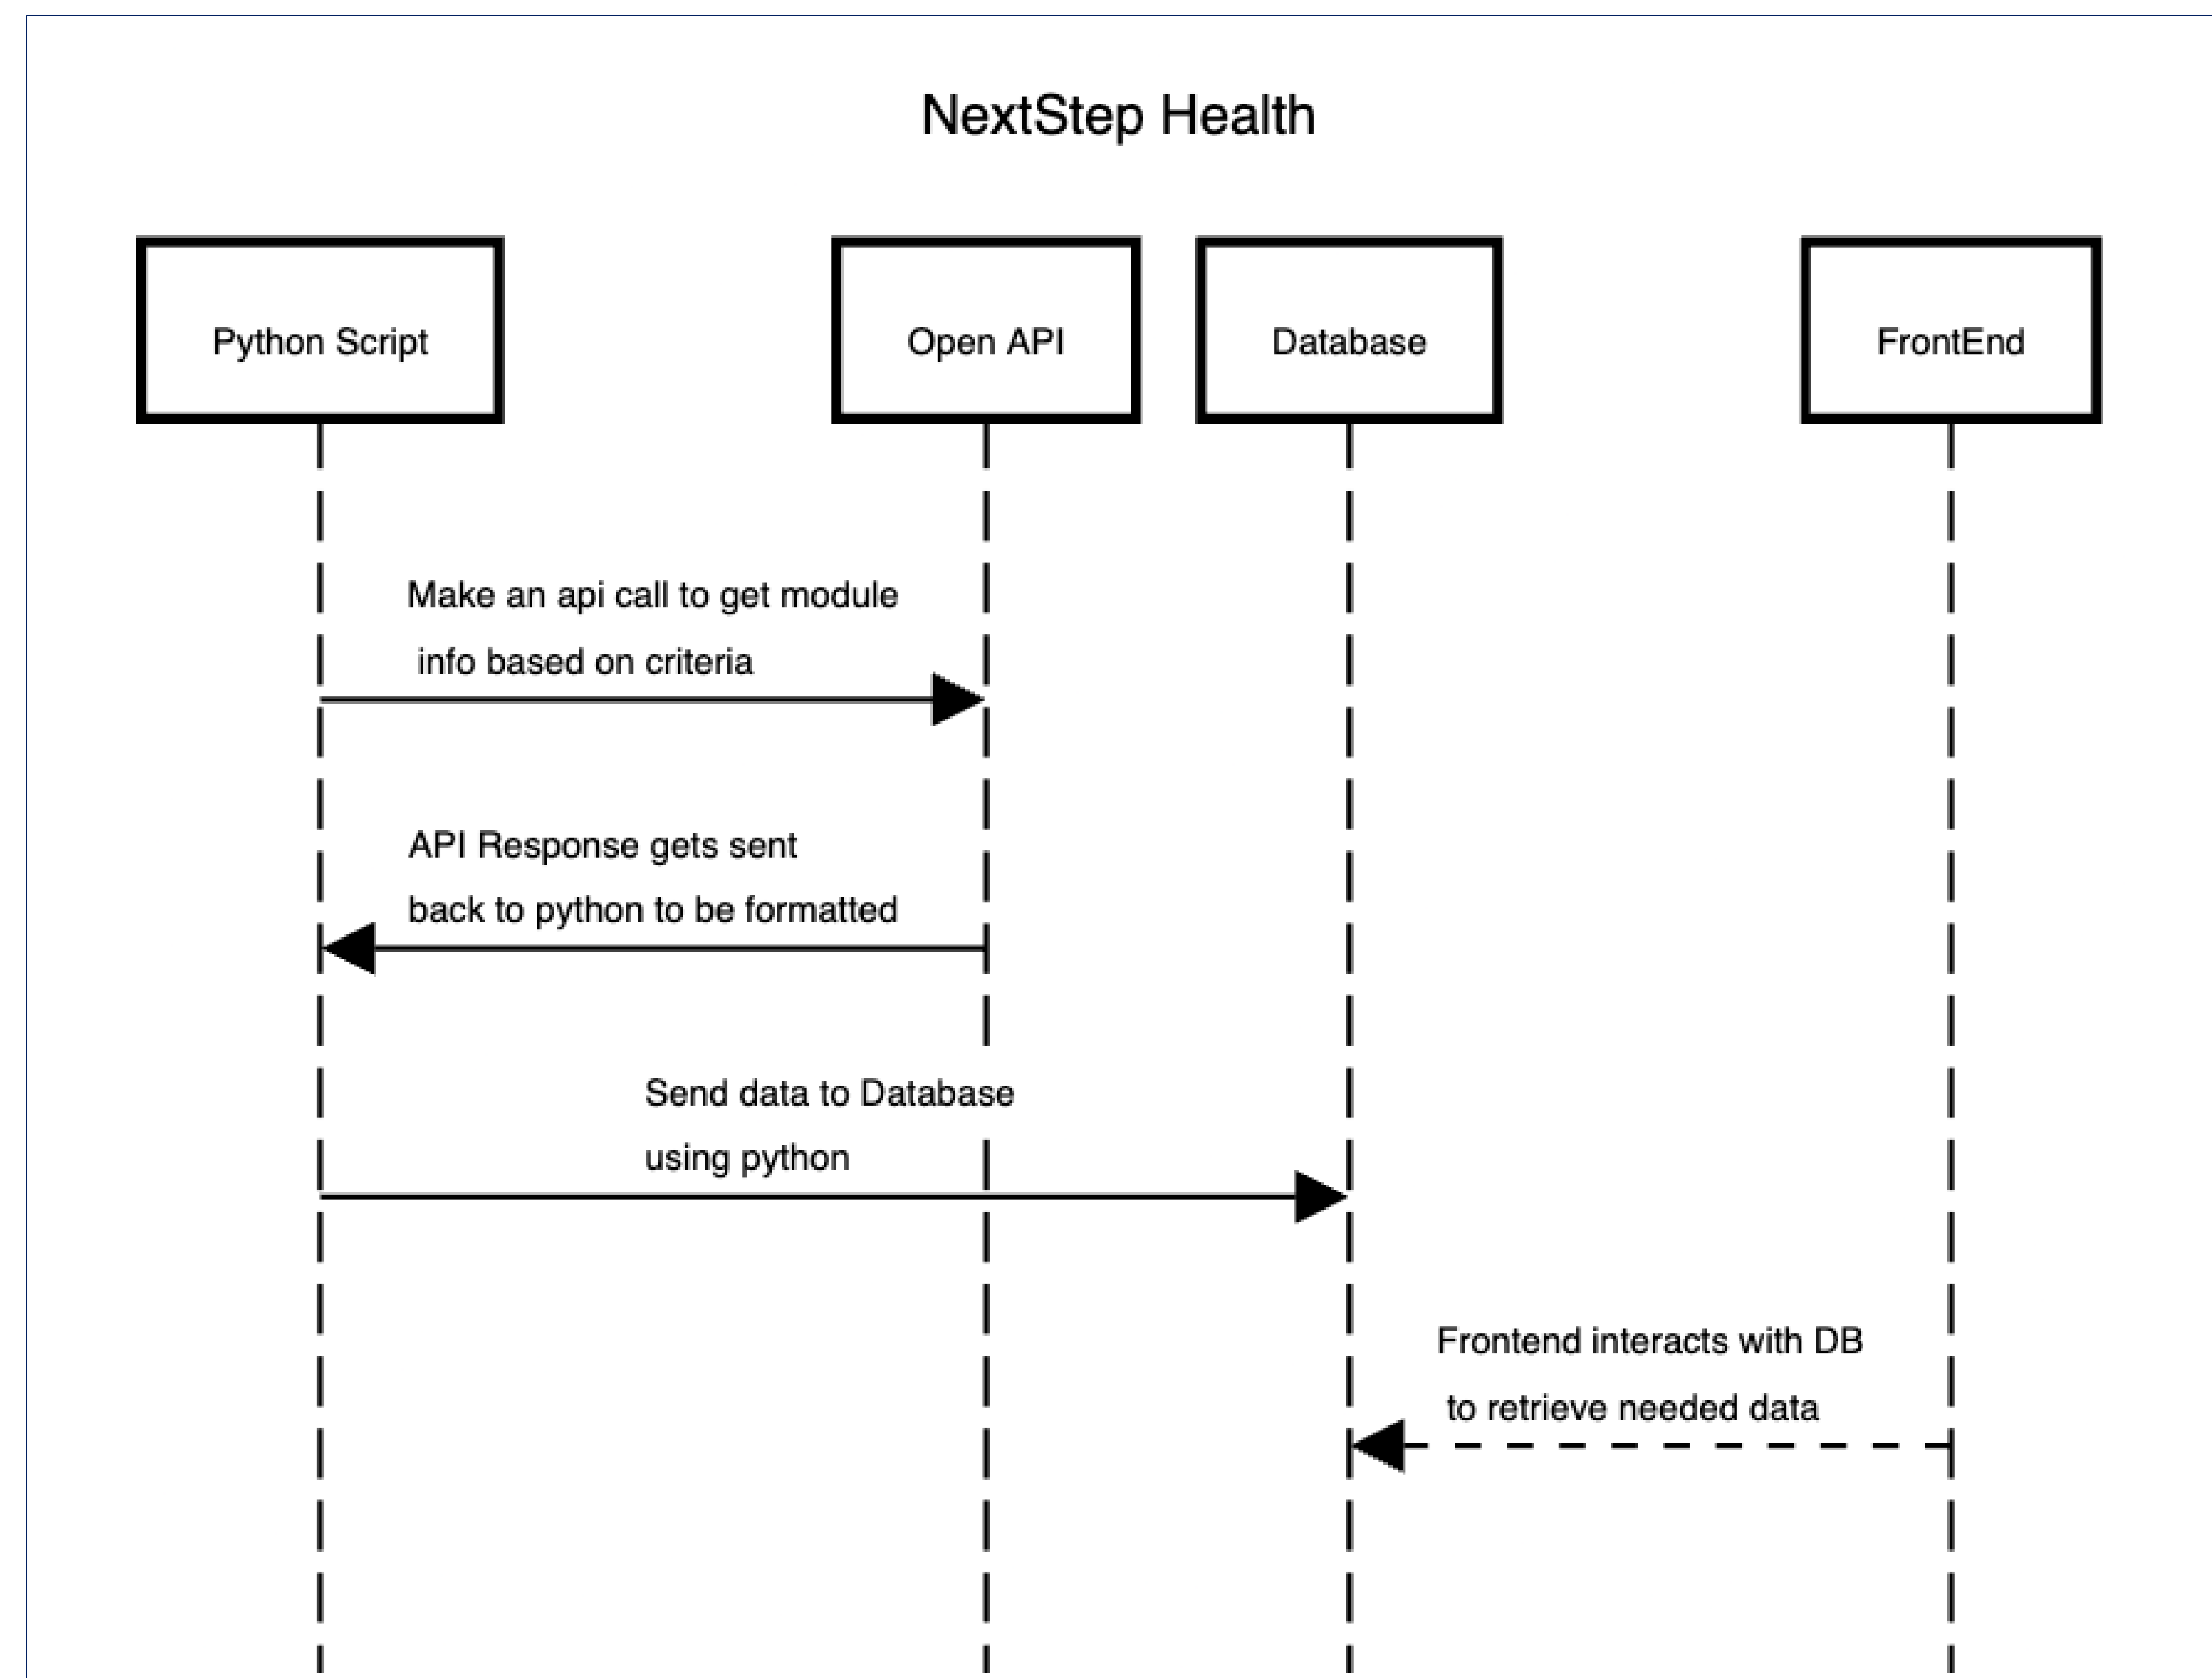 NextStep Health
Python Script
Open API
Database
FrontEnd
Make an api call to get module
info based on criteria
API Response gets sent
back to python to be formatted
Send data to Database
using python
Frontend interacts with DB
to retrieve needed data